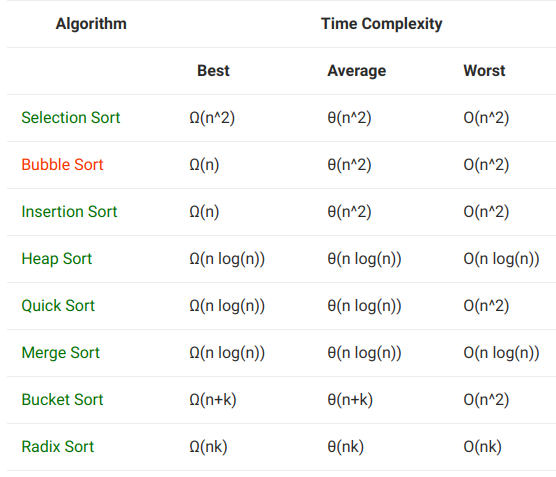 Algorithm Time Complexity
Best Average Worst
Selection Sort Ω(n^2) θ(n^2) O(n^2)
Bubble Sort Ω(n) θ(n^2) O(n^2)
Insertion Sort Ω(n) θ(n^2) O(n^2)
Heap Sort Ω(n log(n)) θ(n log(n)) O(n log(n))
Quick Sort Ω(n log(n)) θ(n log(n)) O(n^2)
Merge Sort Ω(n log(n)) θ(n log(n)) O(n log(n))
Bucket Sort Ω(n+k) θ(n+k) O(n^2)
Radix Sort Ω(nk) θ(nk) O(nk)